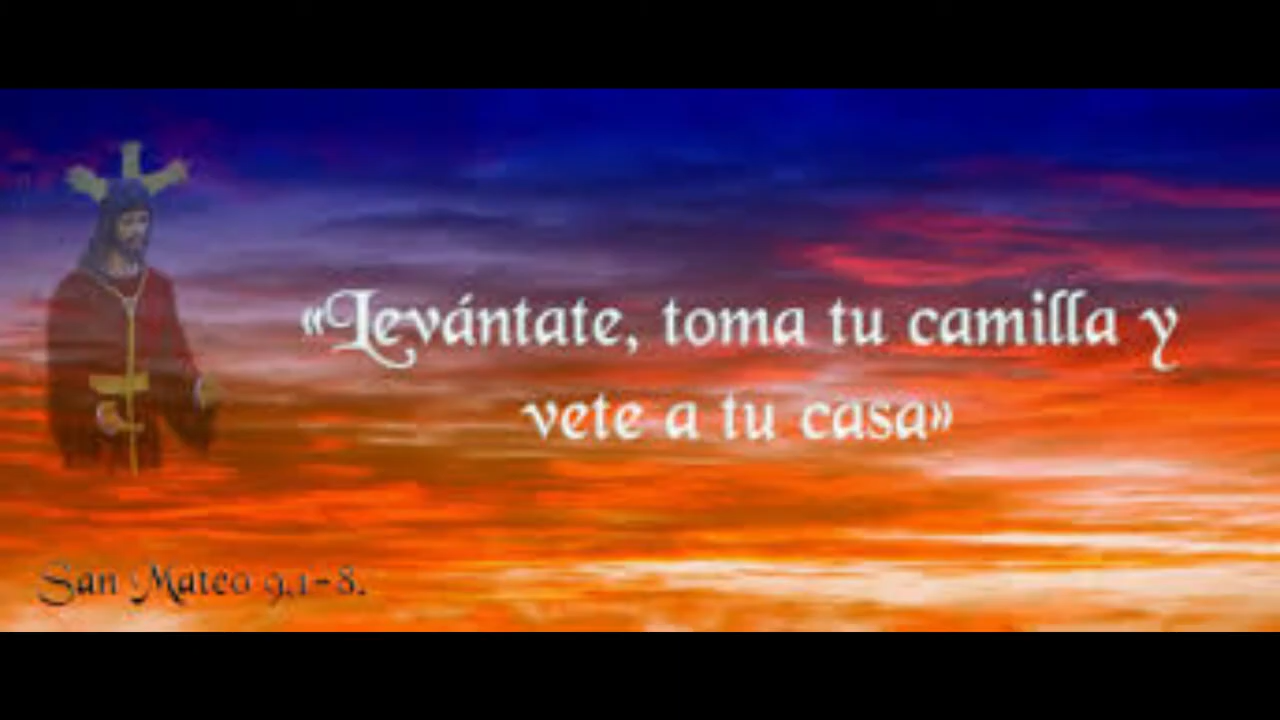 «Levántate, toma tu camilla y
vete a tu casa»
San Mateo 9,1-8.